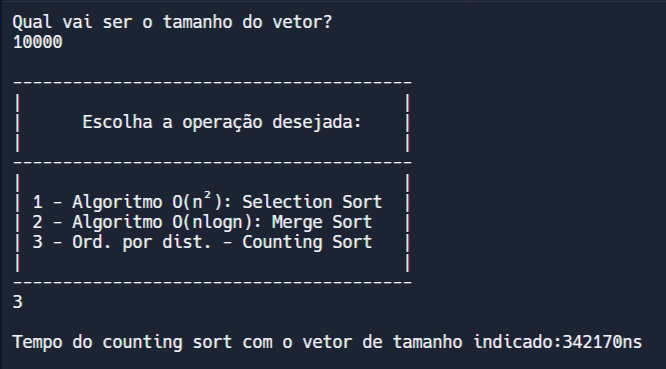 Qual vai ser o tamanho do vetor?
10000
Escolha a operação desejada:
1 - Algoritmo O(n²): Selection Sort
2 - Algoritmo O(nlogn): Merge Sort
3 - Ord. por dist. - Counting Sort
3
Tempo do counting sort com o vetor de tamanho indicado:342170ns